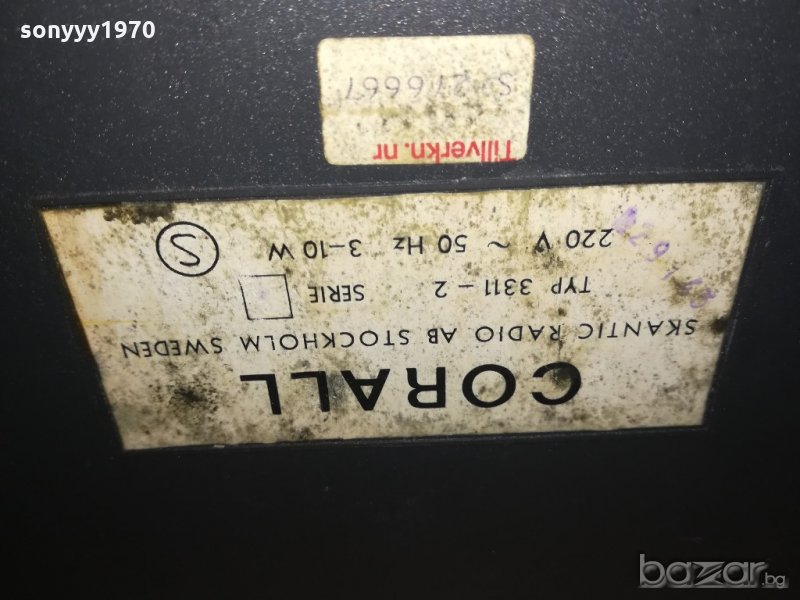 sonyyy1970
CORALL
SKANTIC RADIO AB STOCKHOLM SWEDEN
TYP 3311 - 2 SERIE
220 V ~ 50 Hz 3-10 W
S
Tillverkn. nr
S 276667
bazar.bg